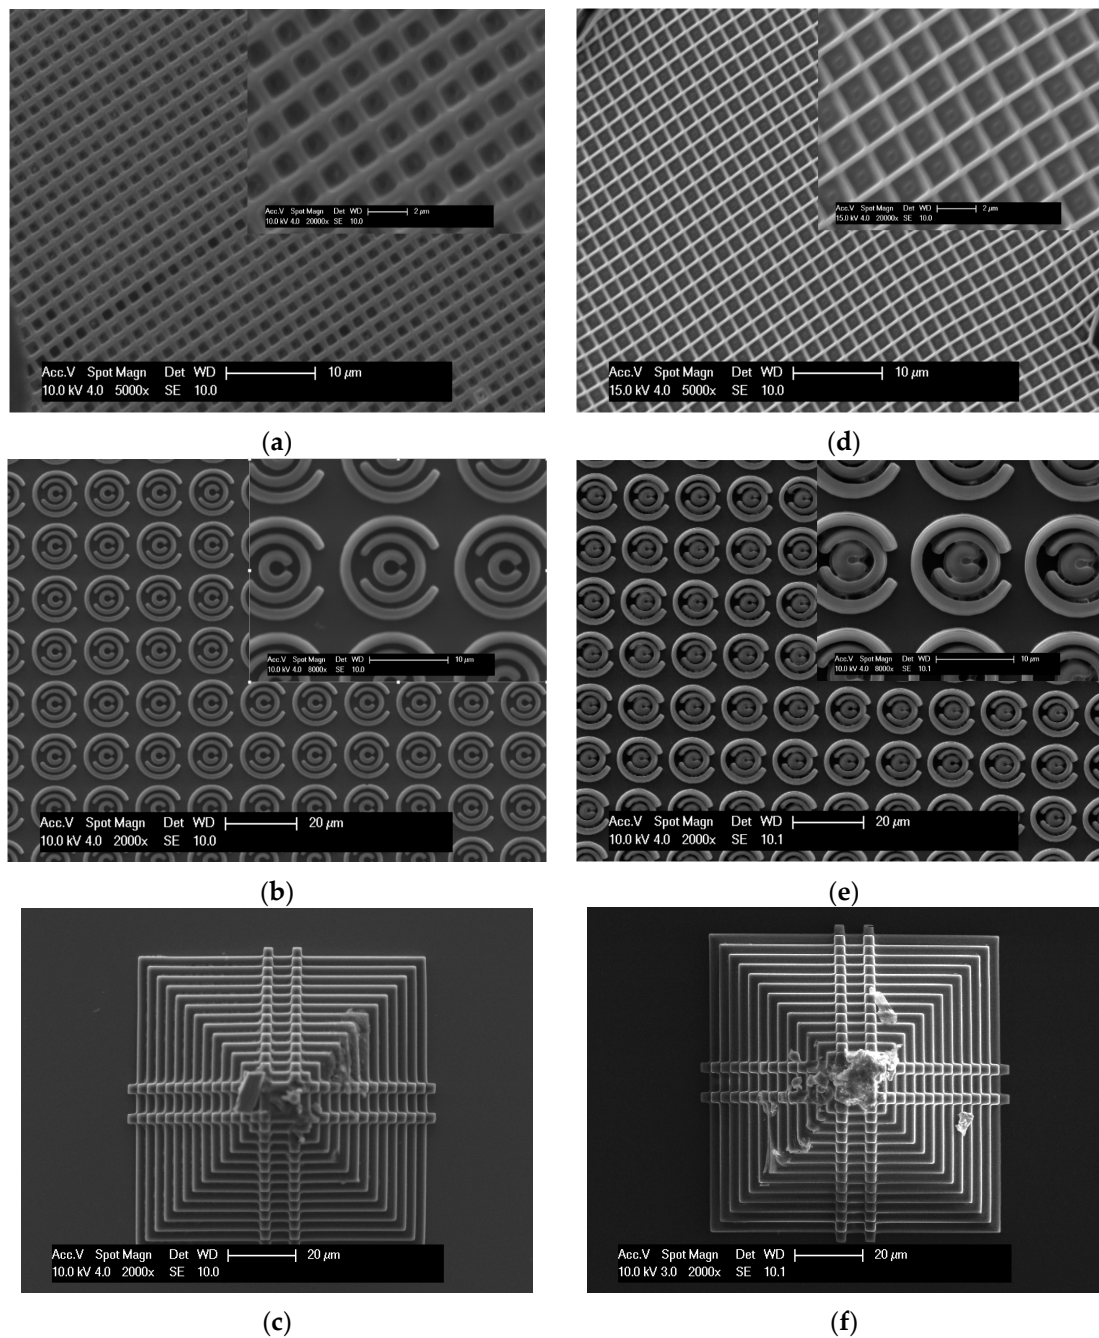 Acc.V Spot Magn Det WD 2 μm
10.0 kV 4.0 20000x SE 10.0
Acc.V Spot Magn Det WD 10 μm
10.0 kV 4.0 5000x SE 10.0
(a)
Acc.V Spot Magn Det WD 2 μm
15.0 kV 4.0 20000x SE 10.0
Acc.V Spot Magn Det WD 10 μm
15.0 kV 4.0 5000x SE 10.0
(d)
Acc.V Spot Magn Det WD 10 μm
10.0 kV 4.0 8000x SE 10.0
Acc.V Spot Magn Det WD 20 μm
10.0 kV 4.0 2000x SE 10.0
(b)
Acc.V Spot Magn Det WD 10 μm
10.0 kV 4.0 8000x SE 10.1
Acc.V Spot Magn Det WD 20 μm
10.0 kV 4.0 2000x SE 10.1
(e)
Acc.V Spot Magn Det WD 20 μm
10.0 kV 4.0 2000x SE 10.0
(c)
Acc.V Spot Magn Det WD 20 μm
10.0 kV 3.0 2000x SE 10.1
(f)